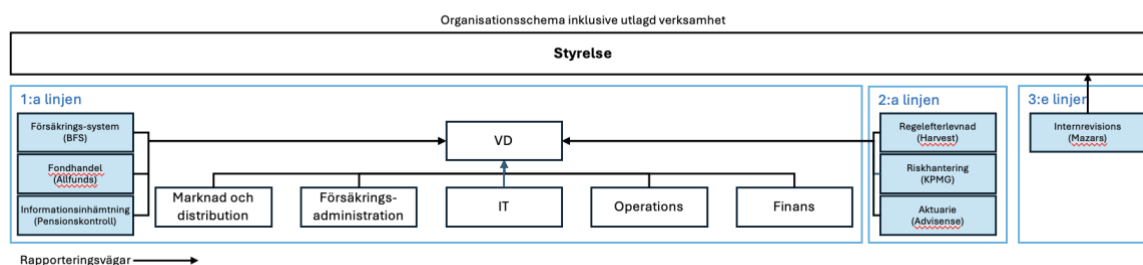 Organisationsschema inklusive utlagd verksamhet
Styrelse
1:a linjen
Försäkrings-system
(BFS)
Fondhandel
(Allfunds)
Informationsinhämtning
(Pensionskontroll)
VD
Marknad och
distribution
Försäkrings-
administration
IT
Operations
Finans
2:a linjen
Regelefterlevnad
(Harvest)
Riskhantering
(KPMG)
Aktuarie
(Advisense)
3:e linjen
Internrevisions
(Mazars)
Rapporteringsvägar